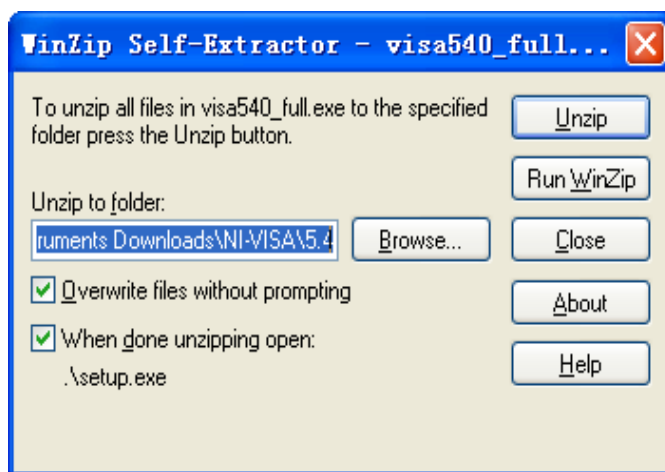 WinZip Self-Extractor - visa540_full...
To unzip all files in visa540_full.exe to the specified
folder press the Unzip button.
Unzip to folder:
ruments Downloads\NI-VISA\5.4
Browse...
Overwrite files without prompting
When done unzipping open:
.\setup.exe
Unzip
Run WinZip
Close
About
Help